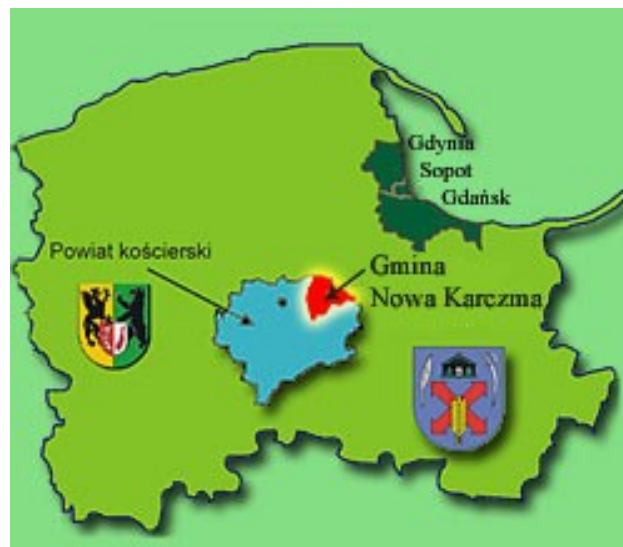 Gdynia
Sopot
Gdańsk
Powiat kościerski
Gmina
Nowa Karczma